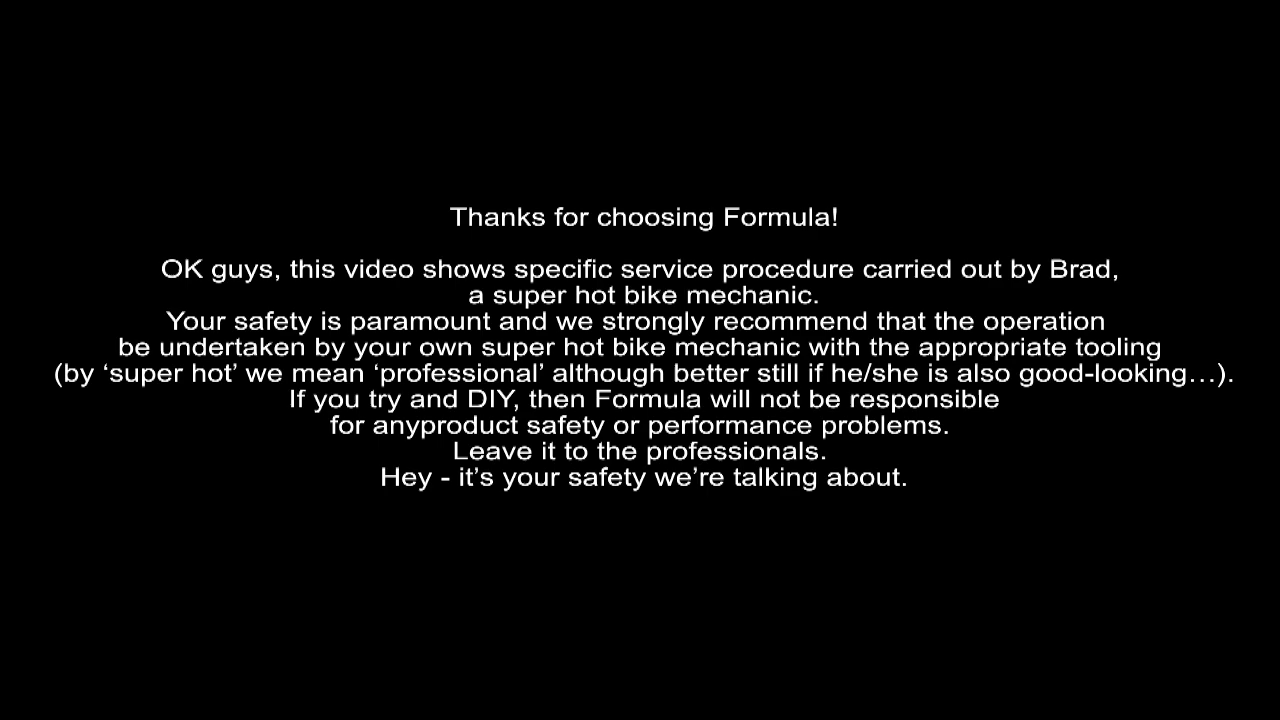 Thanks for choosing Formula!
OK guys, this video shows specific service procedure carried out by Brad,
a super hot bike mechanic.
Your safety is paramount and we strongly recommend that the operation
be undertaken by your own super hot bike mechanic with the appropriate tooling
(by ‘super hot’ we mean ‘professional’ although better still if he/she is also good-looking…).
If you try and DIY, then Formula will not be responsible
for anyproduct safety or performance problems.
Leave it to the professionals.
Hey - it’s your safety we’re talking about.